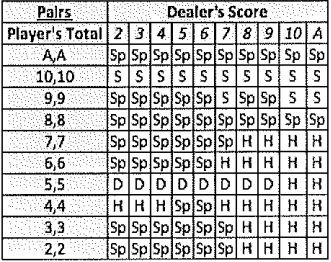 Pairs Dealer's Score
Player's Total 2 3 4 5 6 7 8 9 10 A
A,A Sp Sp Sp Sp Sp Sp Sp Sp Sp Sp
10,10 S S S S S S S S S S
9,9 Sp Sp Sp Sp Sp S Sp Sp S S
8,8 Sp Sp Sp Sp Sp Sp Sp Sp Sp Sp
7,7 Sp Sp Sp Sp Sp Sp H H H H
6,6 Sp Sp Sp Sp Sp H H H H H
5,5 D D D D D D D D H H
4,4 H H H Sp Sp H H H H H
3,3 Sp Sp Sp Sp Sp Sp H H H H
2,2 Sp Sp Sp Sp Sp Sp H H H H